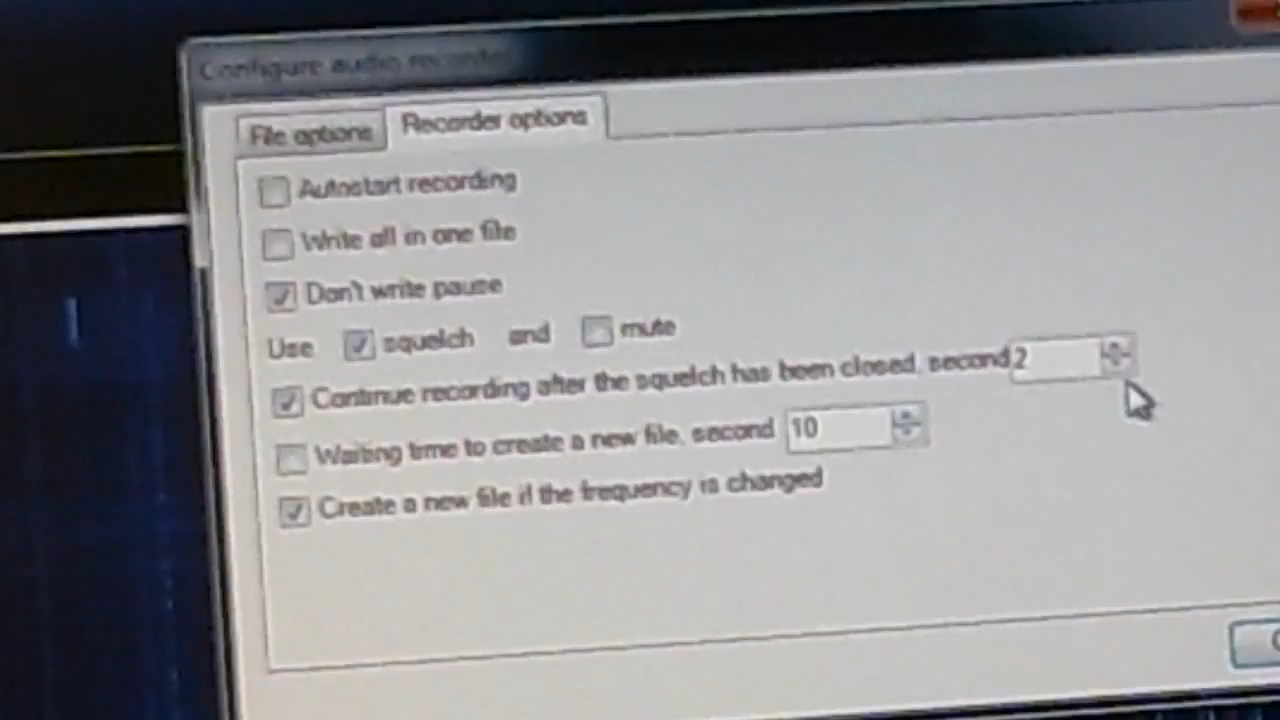 Configure audio recorder
File options
Recorder options
Autostart recording
Write all in one file
Don't write pause
Use squelch and mute
Continue recording after the squelch has been closed, second 2
Waiting time to create a new file, second 10
Create a new file if the frequency is changed